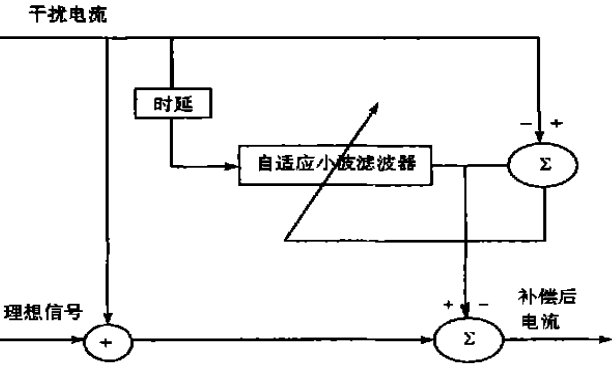 干扰电流
时延
− +
自适应小波滤波器
Σ
理想信号
+
+ −
Σ
补偿后
电流